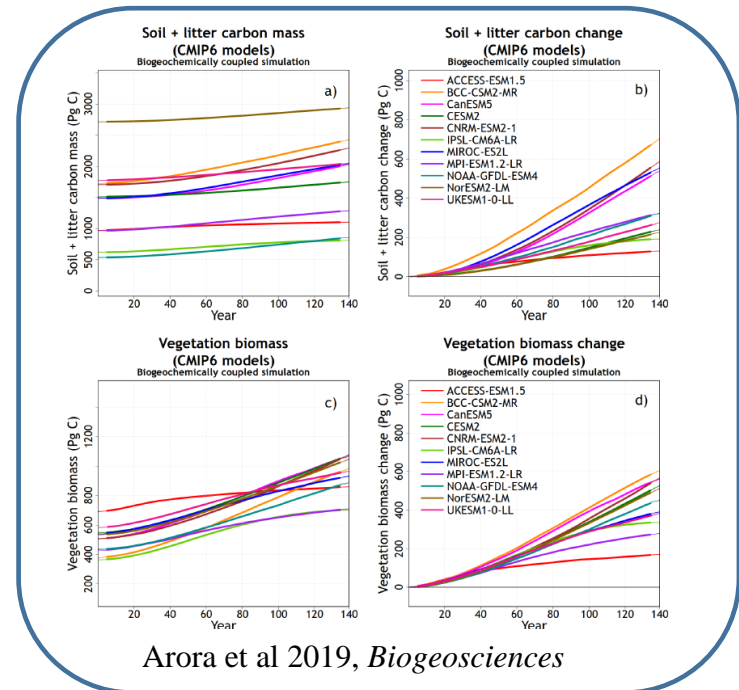 Soil + litter carbon mass
(CMIP6 models)
Biogeochemically coupled simulation
a)
Soil + litter carbon mass (Pg C)
0 500 1000 1500 2000 3000
0 20 40 60 80 100 120 140
Year
Soil + litter carbon change
(CMIP6 models)
Biogeochemically coupled simulation
b)
ACCESS-ESM1.5
BCC-CSM2-MR
CanESM5
CESM2
CNRM-ESM2-1
IPSL-CM6A-LR
MIROC-ES2L
MPI-ESM1.2-LR
NOAA-GFDL-ESM4
NorESM2-LM
UKESM1-0-LL
Soil + litter carbon change (Pg C)
0 200 400 600 800 1000
0 20 40 60 80 100 120 140
Year
Vegetation biomass
(CMIP6 models)
Biogeochemically coupled simulation
c)
Vegetation biomass (Pg C)
200 400 600 800 1200
0 20 40 60 80 100 120 140
Year
Vegetation biomass change
(CMIP6 models)
Biogeochemically coupled simulation
d)
ACCESS-ESM1.5
BCC-CSM2-MR
CanESM5
CESM2
CNRM-ESM2-1
IPSL-CM6A-LR
MIROC-ES2L
MPI-ESM1.2-LR
NOAA-GFDL-ESM4
NorESM2-LM
UKESM1-0-LL
Vegetation biomass change (Pg C)
0 200 400 600 800 1000
0 20 40 60 80 100 120 140
Year
Arora et al 2019, Biogeosciences